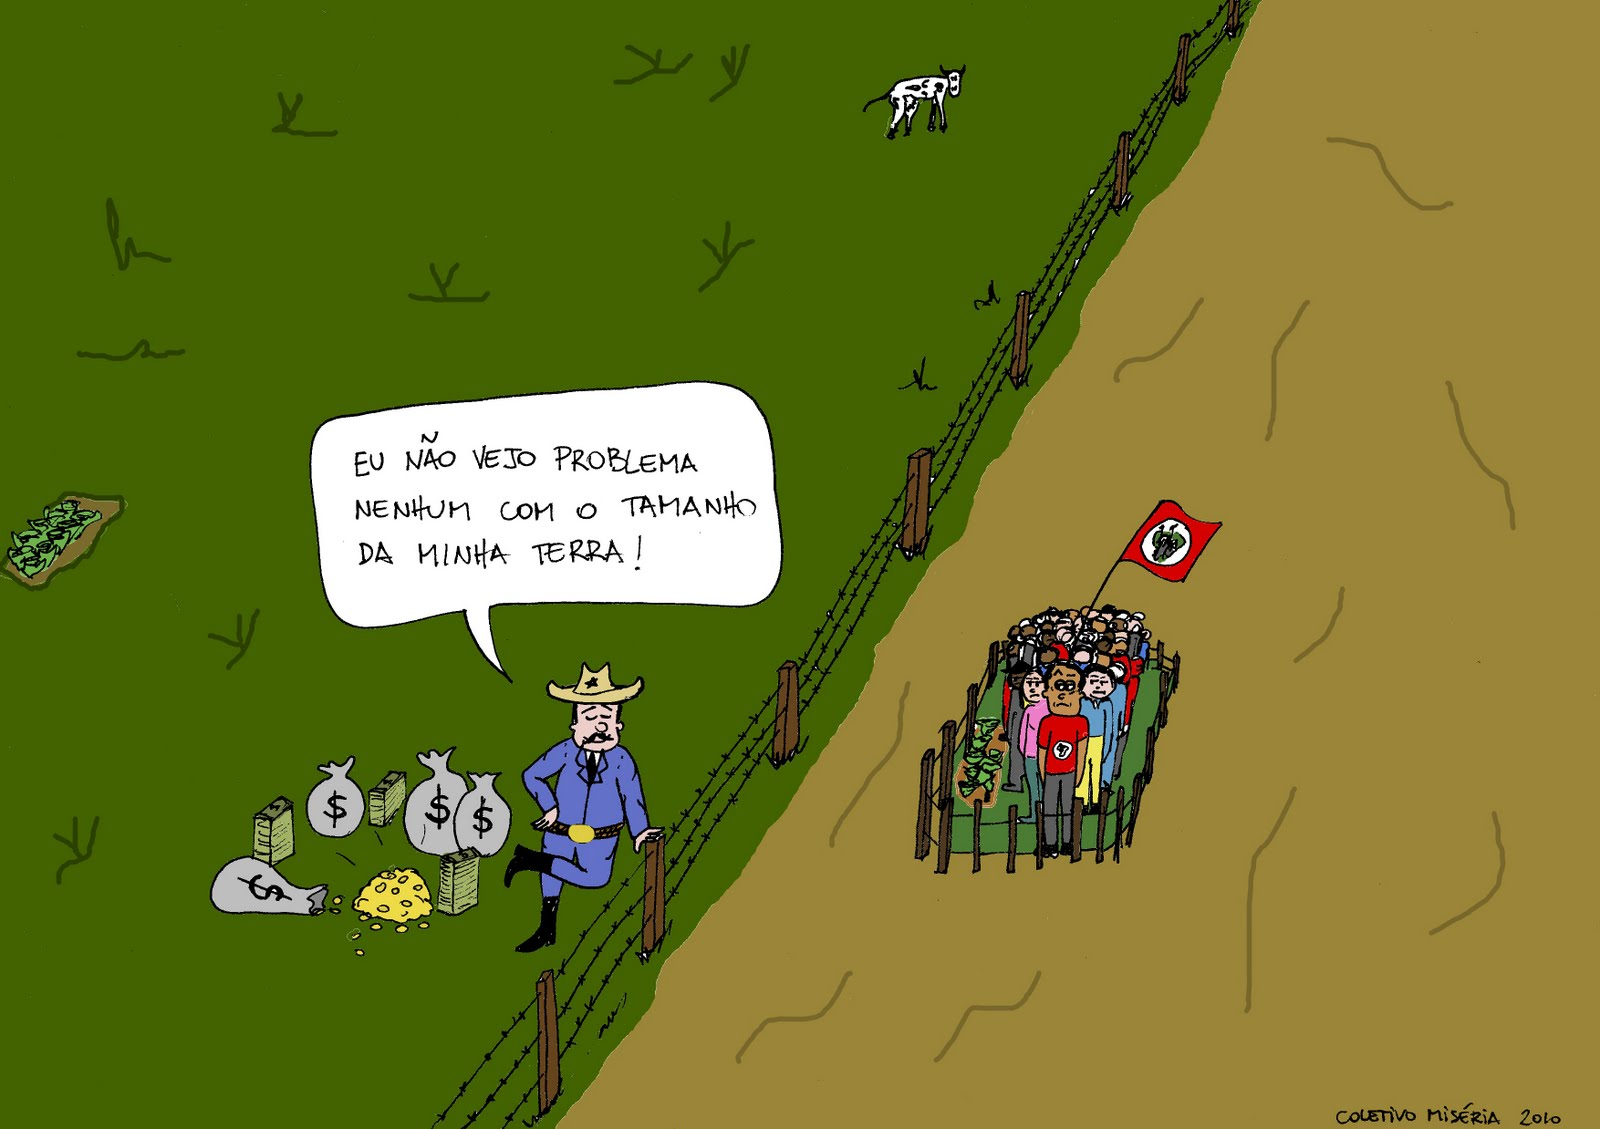 EU NÃO VEJO PROBLEMA
NENHUM COM O TAMANHO
DA MINHA TERRA!
$
$
$
$
COLETIVO MISÉRIA 2010